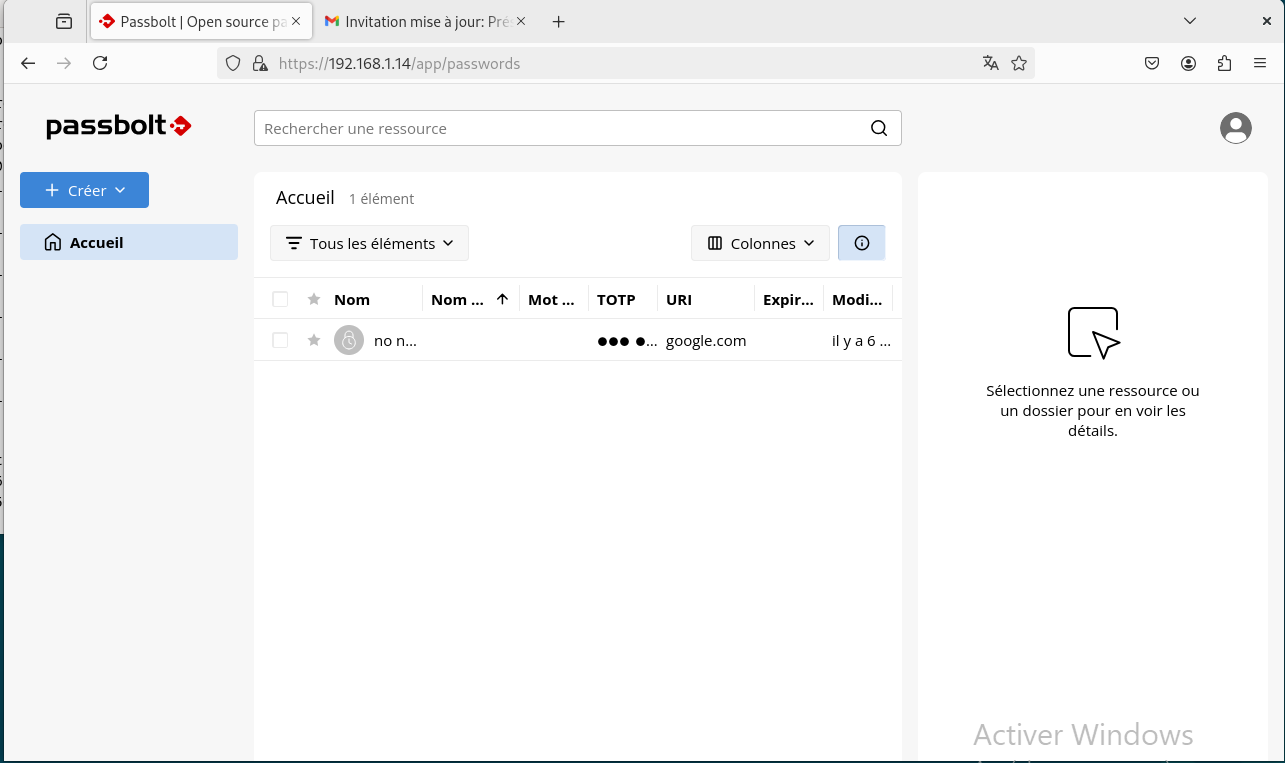 Passbolt | Open source pa
Invitation mise à jour: Pré
https://192.168.1.14/app/passwords
passbolt
Rechercher une ressource
Créer
Accueil 1 élément
Accueil
Tous les éléments
Colonnes
Nom Nom ... Mot ... TOTP URI Expir... Modi...
no n... ●●● ●... google.com il y a 6 ...
Sélectionnez une ressource ou
un dossier pour en voir les
détails.
Activer Windows